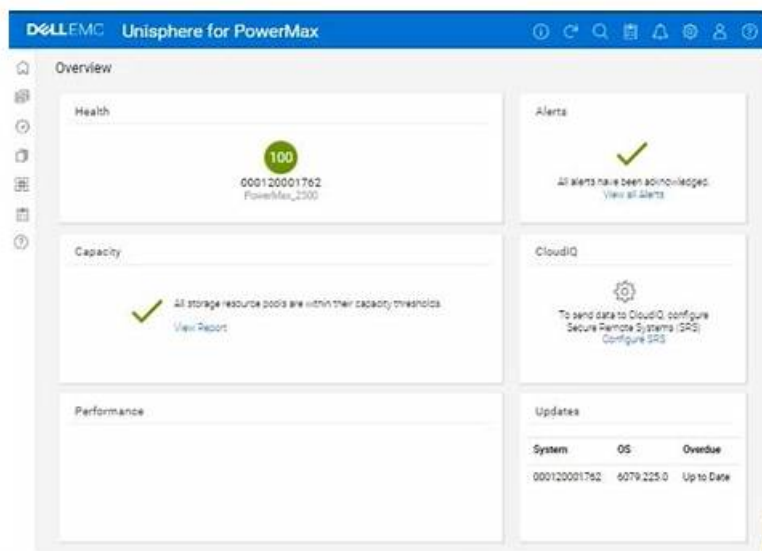 DELLEMC Unisphere for PowerMax
Overview
Health
100
000120001762
PowerMax_2500
Alerts
All alerts have been acknowledged.
View all Alerts
Capacity
All storage resource pools are within their capacity thresholds.
View Report
CloudIQ
To send data to CloudIQ, configure
Secure Remote Systems (SRS)
Configure SRS
Performance
Updates
System OS Overdue
000120001762 6079.225.0 Up to Date